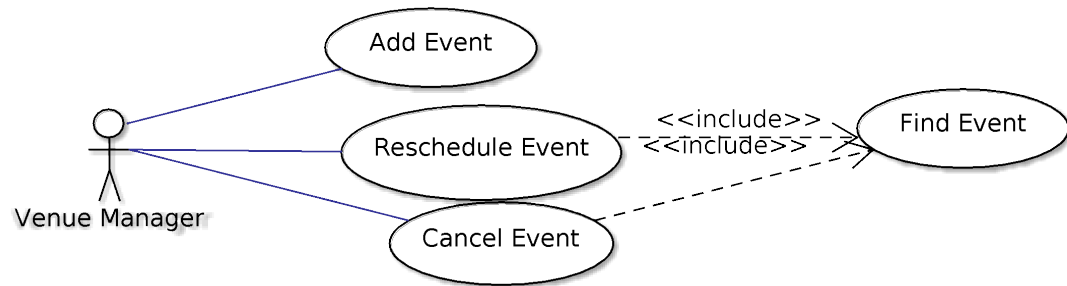 Add Event
<<include>>
Find Event
Reschedule Event
<<include>>
Venue Manager
Cancel Event